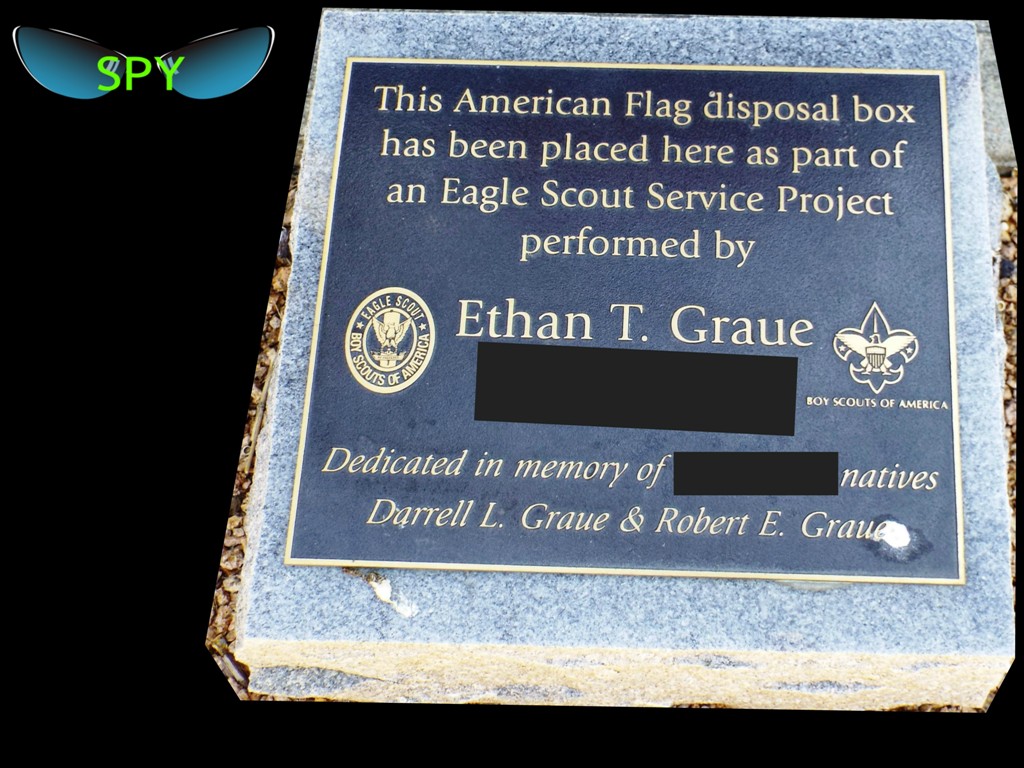 SPY
This American Flag disposal box
has been placed here as part of
an Eagle Scout Service Project
performed by
Ethan T. Graue
EAGLE SCOUT
BOY SCOUTS OF AMERICA
BOY SCOUTS OF AMERICA
Dedicated in memory of natives
Darrell L. Graue & Robert E. Graue